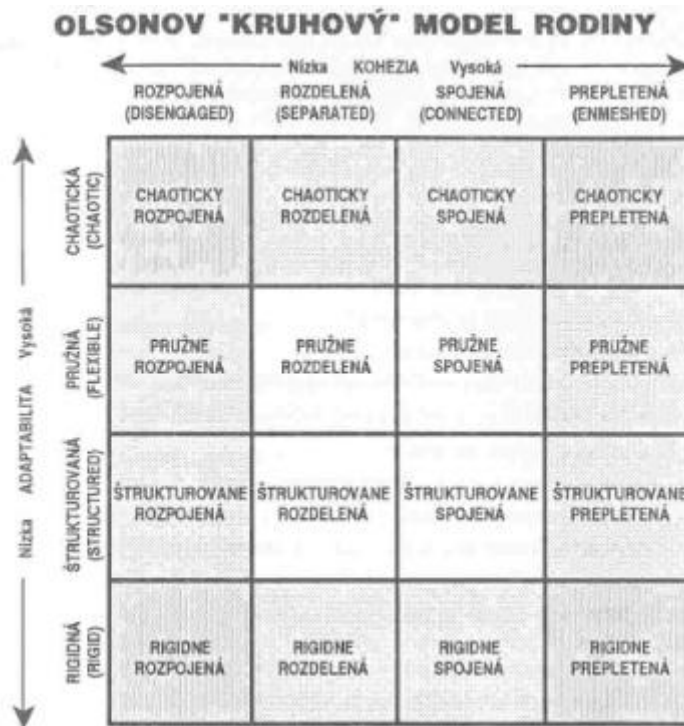 OLSONOV "KRUHOVÝ" MODEL RODINY
Nízka KOHEZIA Vysoká
ROZPOJENÁ
(DISENGAGED)
ROZDELENÁ
(SEPARATED)
SPOJENÁ
(CONNECTED)
PREPLETENÁ
(ENMESHED)
Nízka ADAPTABILITA Vysoká
CHAOTICKÁ
(CHAOTIC)
CHAOTICKY
ROZPOJENÁ
CHAOTICKY
ROZDELENÁ
CHAOTICKY
SPOJENÁ
CHAOTICKY
PREPLETENÁ
PRUŽNÁ
(FLEXIBLE)
PRUŽNE
ROZPOJENÁ
PRUŽNE
ROZDELENÁ
PRUŽNE
SPOJENÁ
PRUŽNE
PREPLETENÁ
ŠTRUKTUROVANÁ
(STRUCTURED)
ŠTRUKTUROVANE
ROZPOJENÁ
ŠTRUKTUROVANE
ROZDELENÁ
ŠTRUKTUROVANE
SPOJENÁ
ŠTRUKTUROVANE
PREPLETENÁ
RIGIDNÁ
(RIGID)
RIGIDNE
ROZPOJENÁ
RIGIDNE
ROZDELENÁ
RIGIDNE
SPOJENÁ
RIGIDNE
PREPLETENÁ